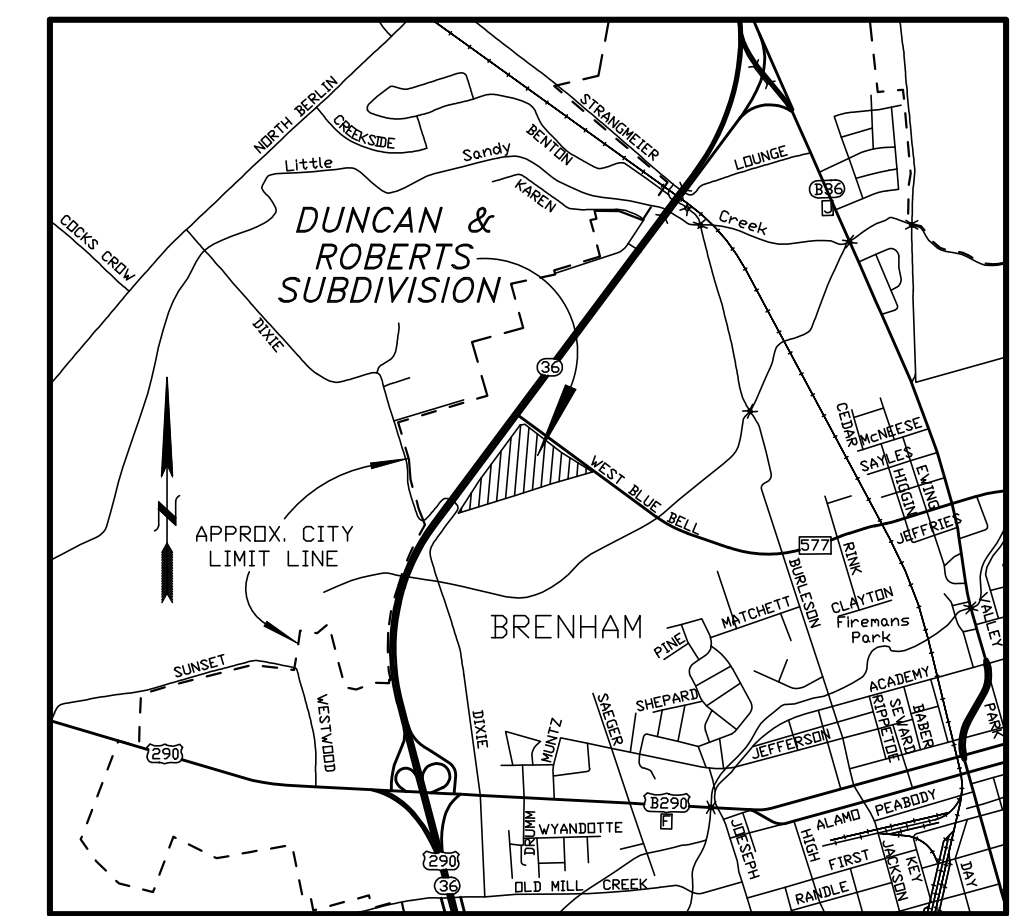 NORTH BERLIN
CREEKSIDE
STRANGMEIER
BENTON
Little
Sandy
LOUNGE
KAREN
B36
J
Creek
COCKS CROW
DUNCAN &
ROBERTS
SUBDIVISION
DIXIE
36
CEDAR
McNEESE
SAYLES
HIGGIN
EWING
WEST BLUE BELL
JEFFRIES
577
RINK
APPROX. CITY
LIMIT LINE
BURLESON
CLAYTON
Firemans
Park
VALLEY
BRENHAM
MATCHETT
PINE
SUNSET
ACADEMY
WESTWOOD
DIXIE
MUNTZ
SAEGER
SHEPARD
JEFFERSON
RIPPETOE
SEWARD
BABER
PARK
290
B290
F
ALAMO
PEABODY
DRUMM
WYANDOTTE
JOESEPH
HIGH
FIRST
JACKSON
KEY
DAY
290
36
OLD MILL CREEK
RANDLE